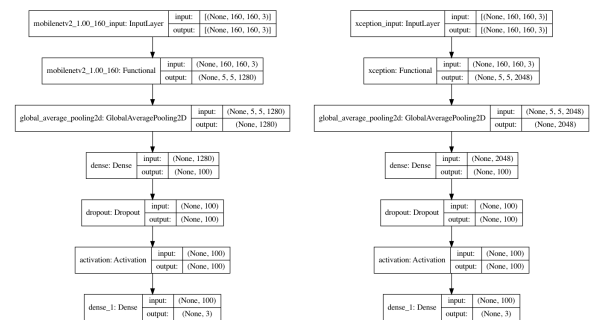 mobilenetv2_1.00_160_input: InputLayer
input: [(None, 160, 160, 3)]
output: [(None, 160, 160, 3)]
mobilenetv2_1.00_160: Functional
input: (None, 160, 160, 3)
output: (None, 5, 5, 1280)
global_average_pooling2d: GlobalAveragePooling2D
input: (None, 5, 5, 1280)
output: (None, 1280)
dense: Dense
input: (None, 1280)
output: (None, 100)
dropout: Dropout
input: (None, 100)
output: (None, 100)
activation: Activation
input: (None, 100)
output: (None, 100)
dense_1: Dense
input: (None, 100)
output: (None, 3)
xception_input: InputLayer
input: [(None, 160, 160, 3)]
output: [(None, 160, 160, 3)]
xception: Functional
input: (None, 160, 160, 3)
output: (None, 5, 5, 2048)
global_average_pooling2d: GlobalAveragePooling2D
input: (None, 5, 5, 2048)
output: (None, 2048)
dense: Dense
input: (None, 2048)
output: (None, 100)
dropout: Dropout
input: (None, 100)
output: (None, 100)
activation: Activation
input: (None, 100)
output: (None, 100)
dense_1: Dense
input: (None, 100)
output: (None, 3)